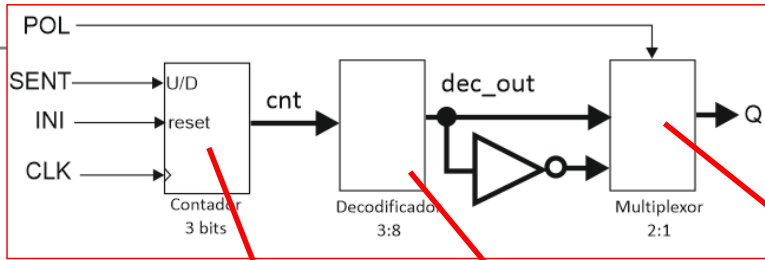 POL
SENT
U/D
INI
reset
CLK
cnt
dec_out
Q
Contador
3 bits
Decodificador
3:8
Multiplexor
2:1